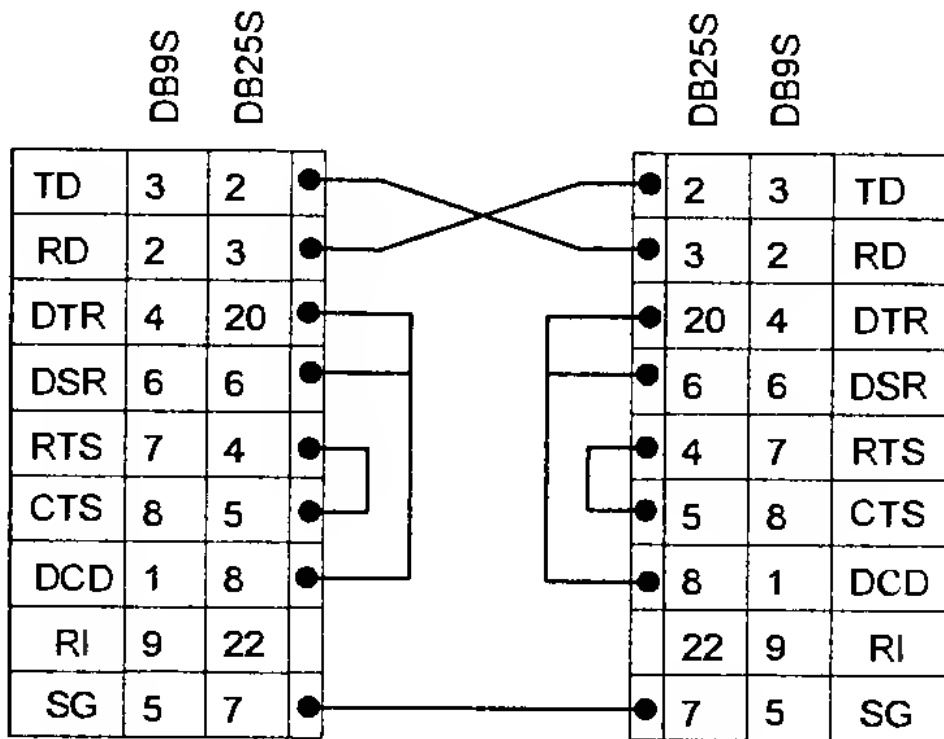 DB9S DB25S DB25S DB9S
TD 3 2 2 3 TD
RD 2 3 3 2 RD
DTR 4 20 20 4 DTR
DSR 6 6 6 6 DSR
RTS 7 4 4 7 RTS
CTS 8 5 5 8 CTS
DCD 1 8 8 1 DCD
RI 9 22 22 9 RI
SG 5 7 7 5 SG